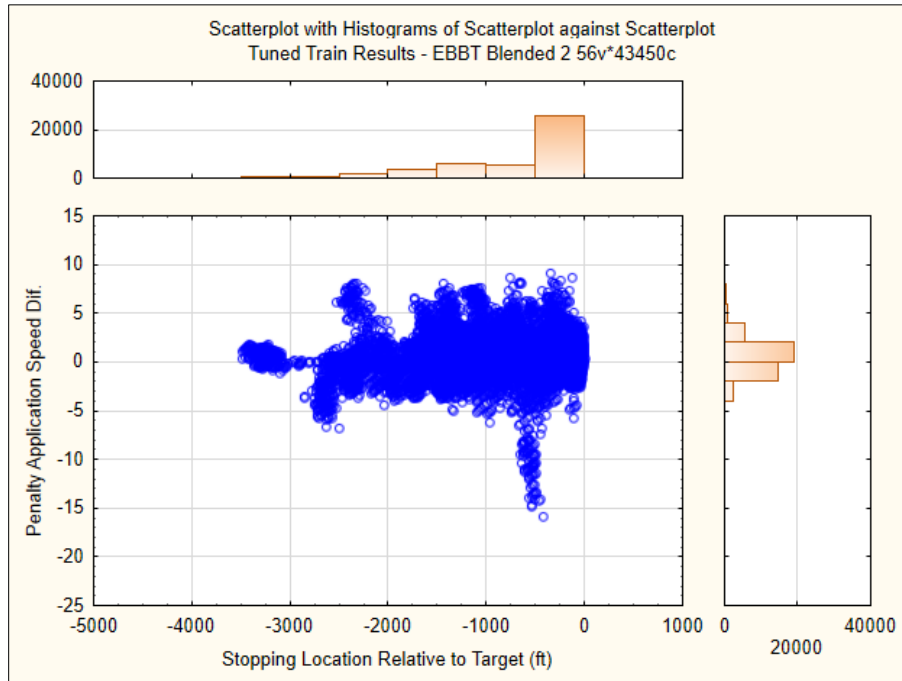 Scatterplot with Histograms of Scatterplot against Scatterplot
Tuned Train Results - EBBT Blended 2 56v*43450c
40000
20000
0
15
10
5
0
-5
-10
-15
-20
-25
Penalty Application Speed Dif.
-5000 -4000 -3000 -2000 -1000 0 1000
0 40000
20000
Stopping Location Relative to Target (ft)